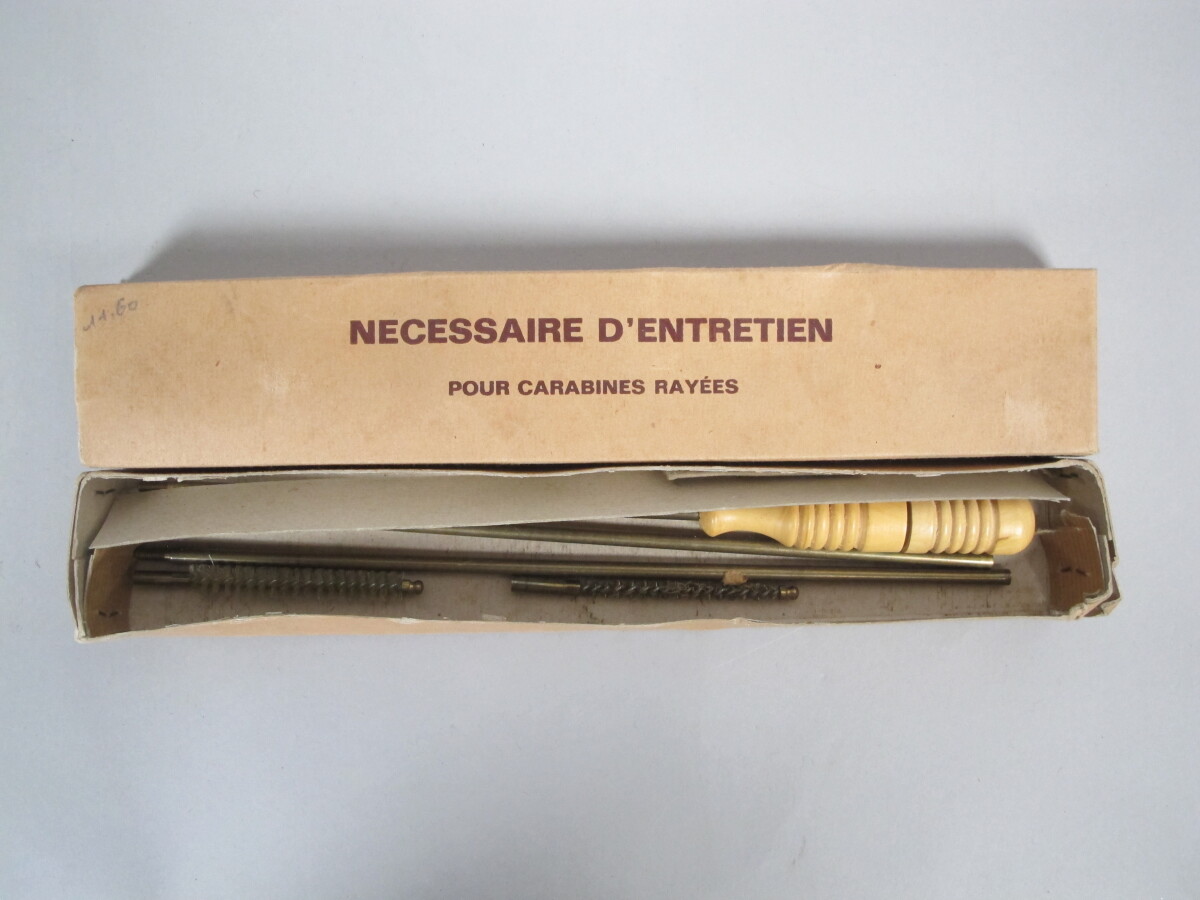 11,60
NECESSAIRE D'ENTRETIEN
POUR CARABINES RAYÉES